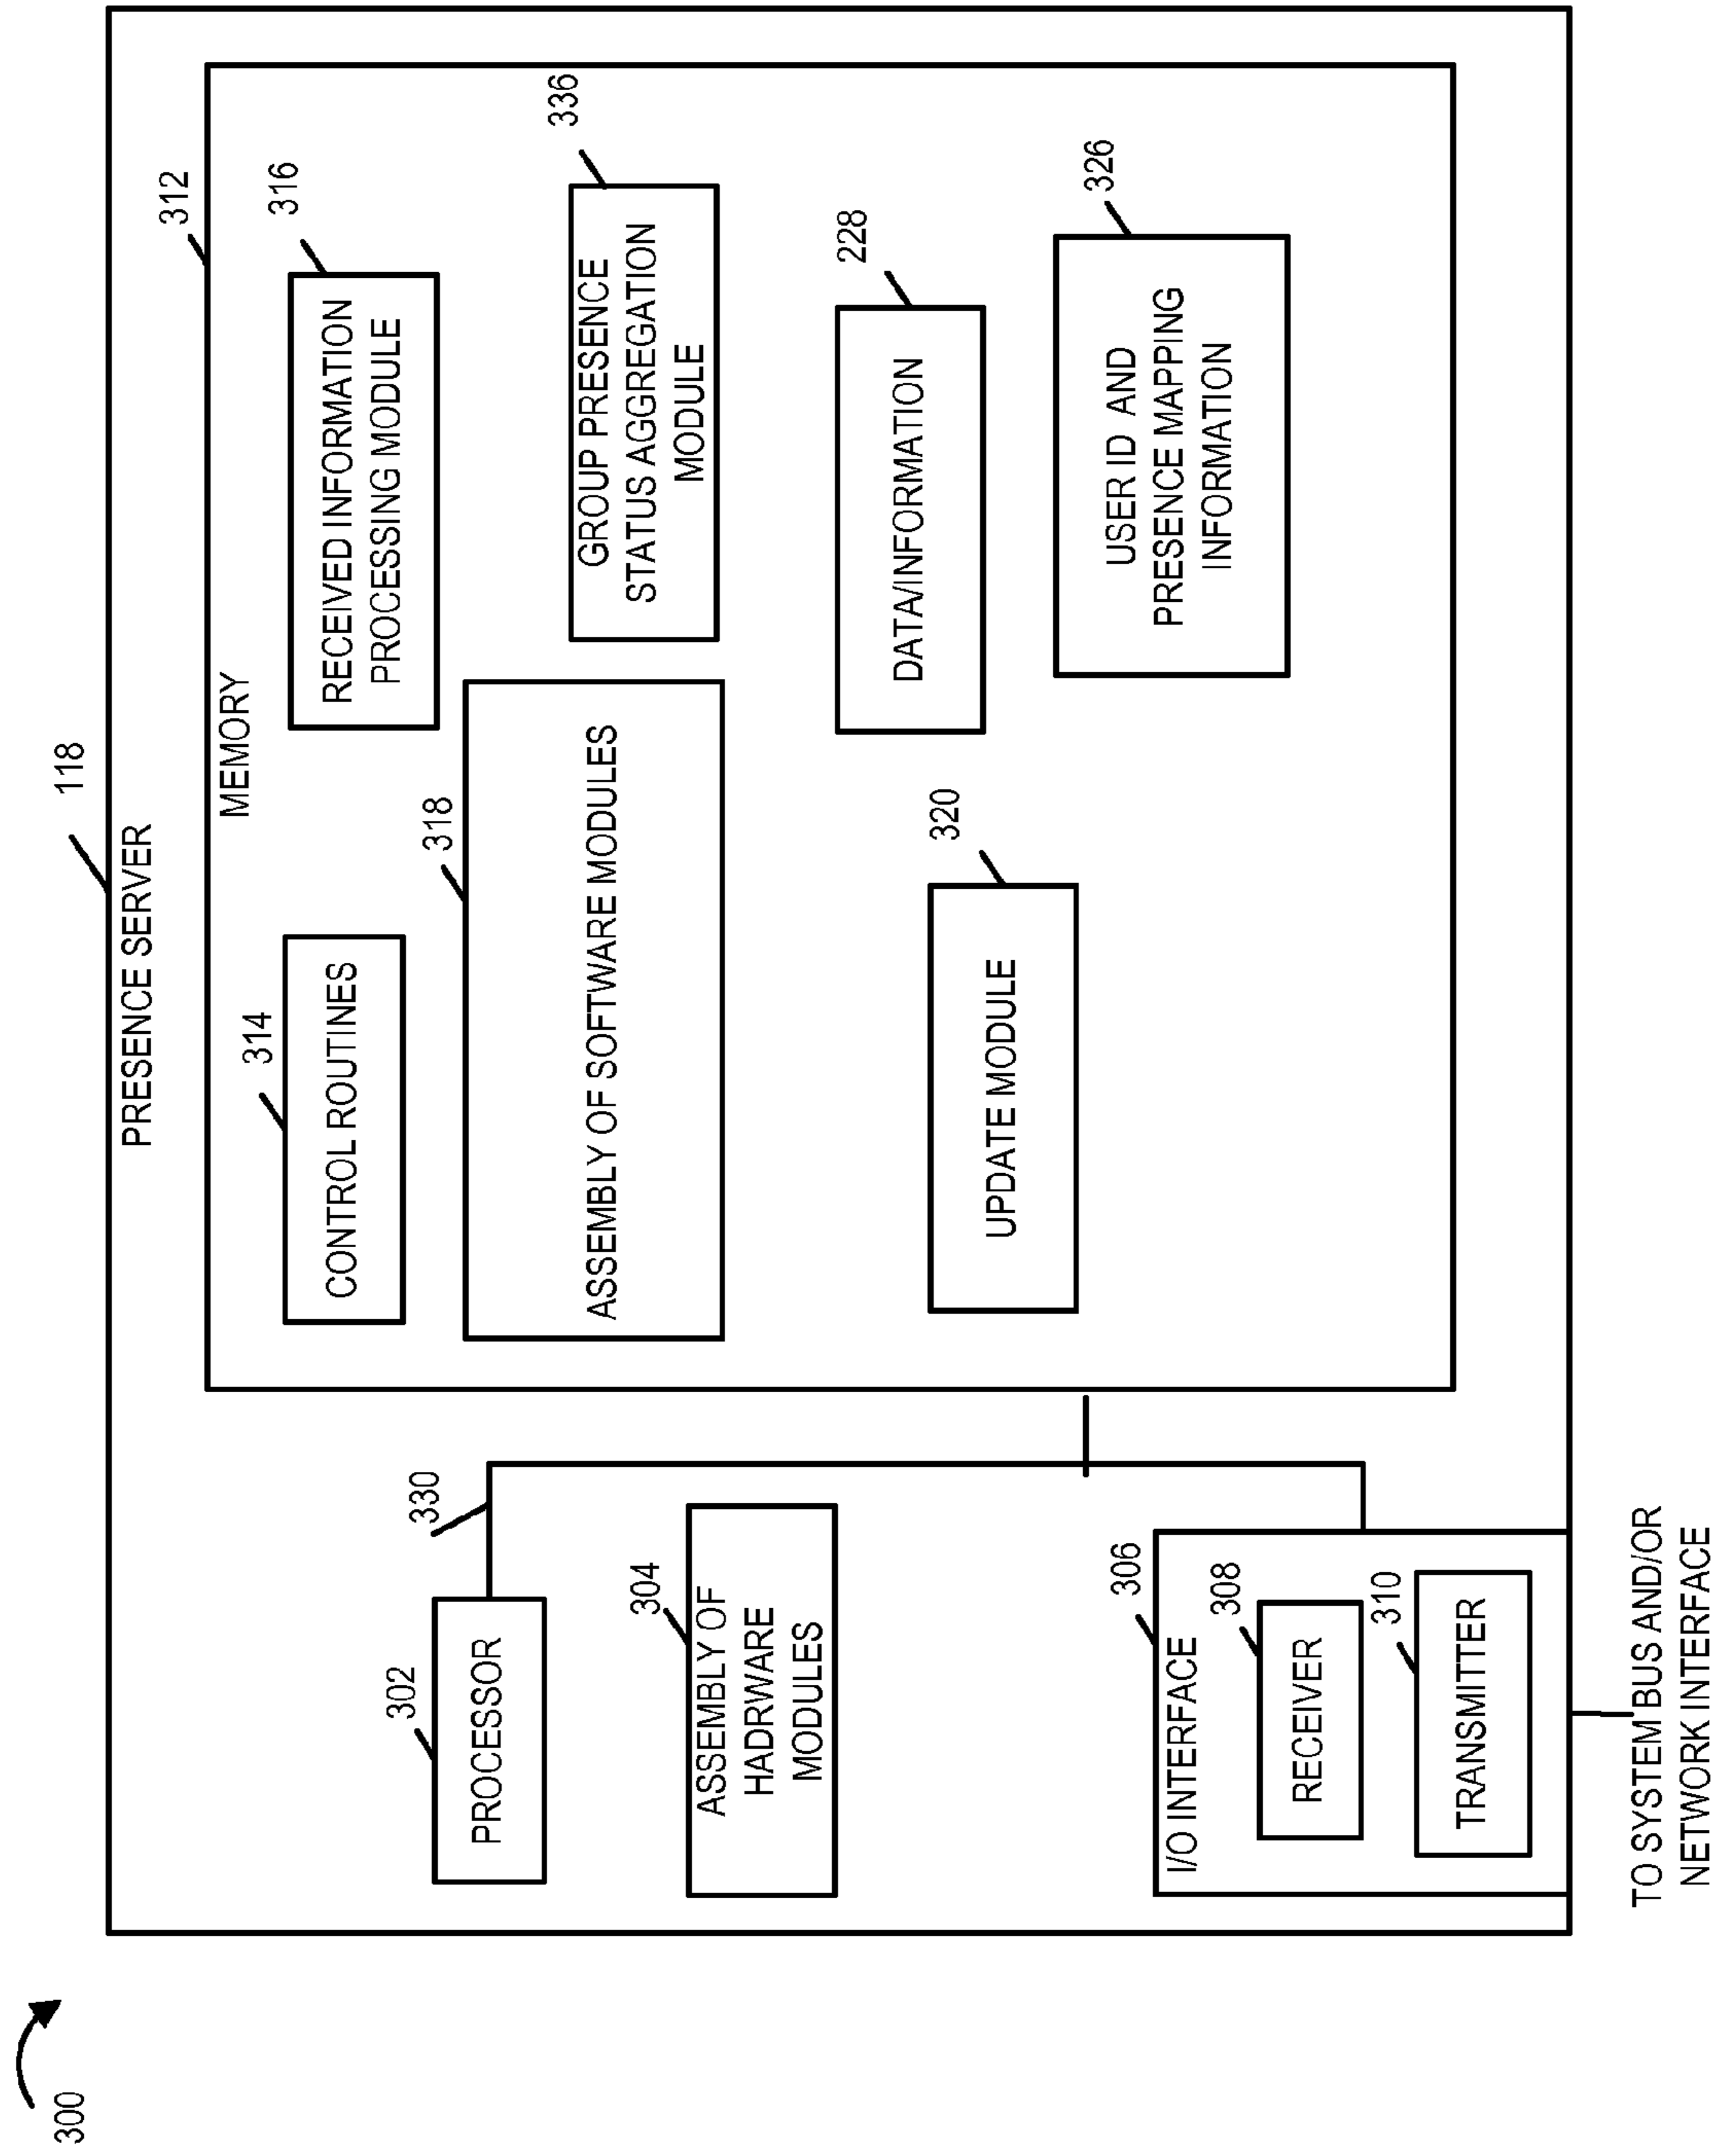 300
118
PRESENCE SERVER
312
MEMORY
302
PROCESSOR
330
304
ASSEMBLY OF
HADRWARE
MODULES
306
I/O INTERFACE
308
RECEIVER
310
TRANSMITTER
TO SYSTEM BUS AND/OR
NETWORK INTERFACE
314
CONTROL ROUTINES
316
RECEIVED INFORMATION
PROCESSING MODULE
318
ASSEMBLY OF SOFTWARE MODULES
336
GROUP PRESENCE
STATUS AGGREGATION
MODULE
320
UPDATE MODULE
228
DATA/INFORMATION
326
USER ID AND
PRESENCE MAPPING
INFORMATION